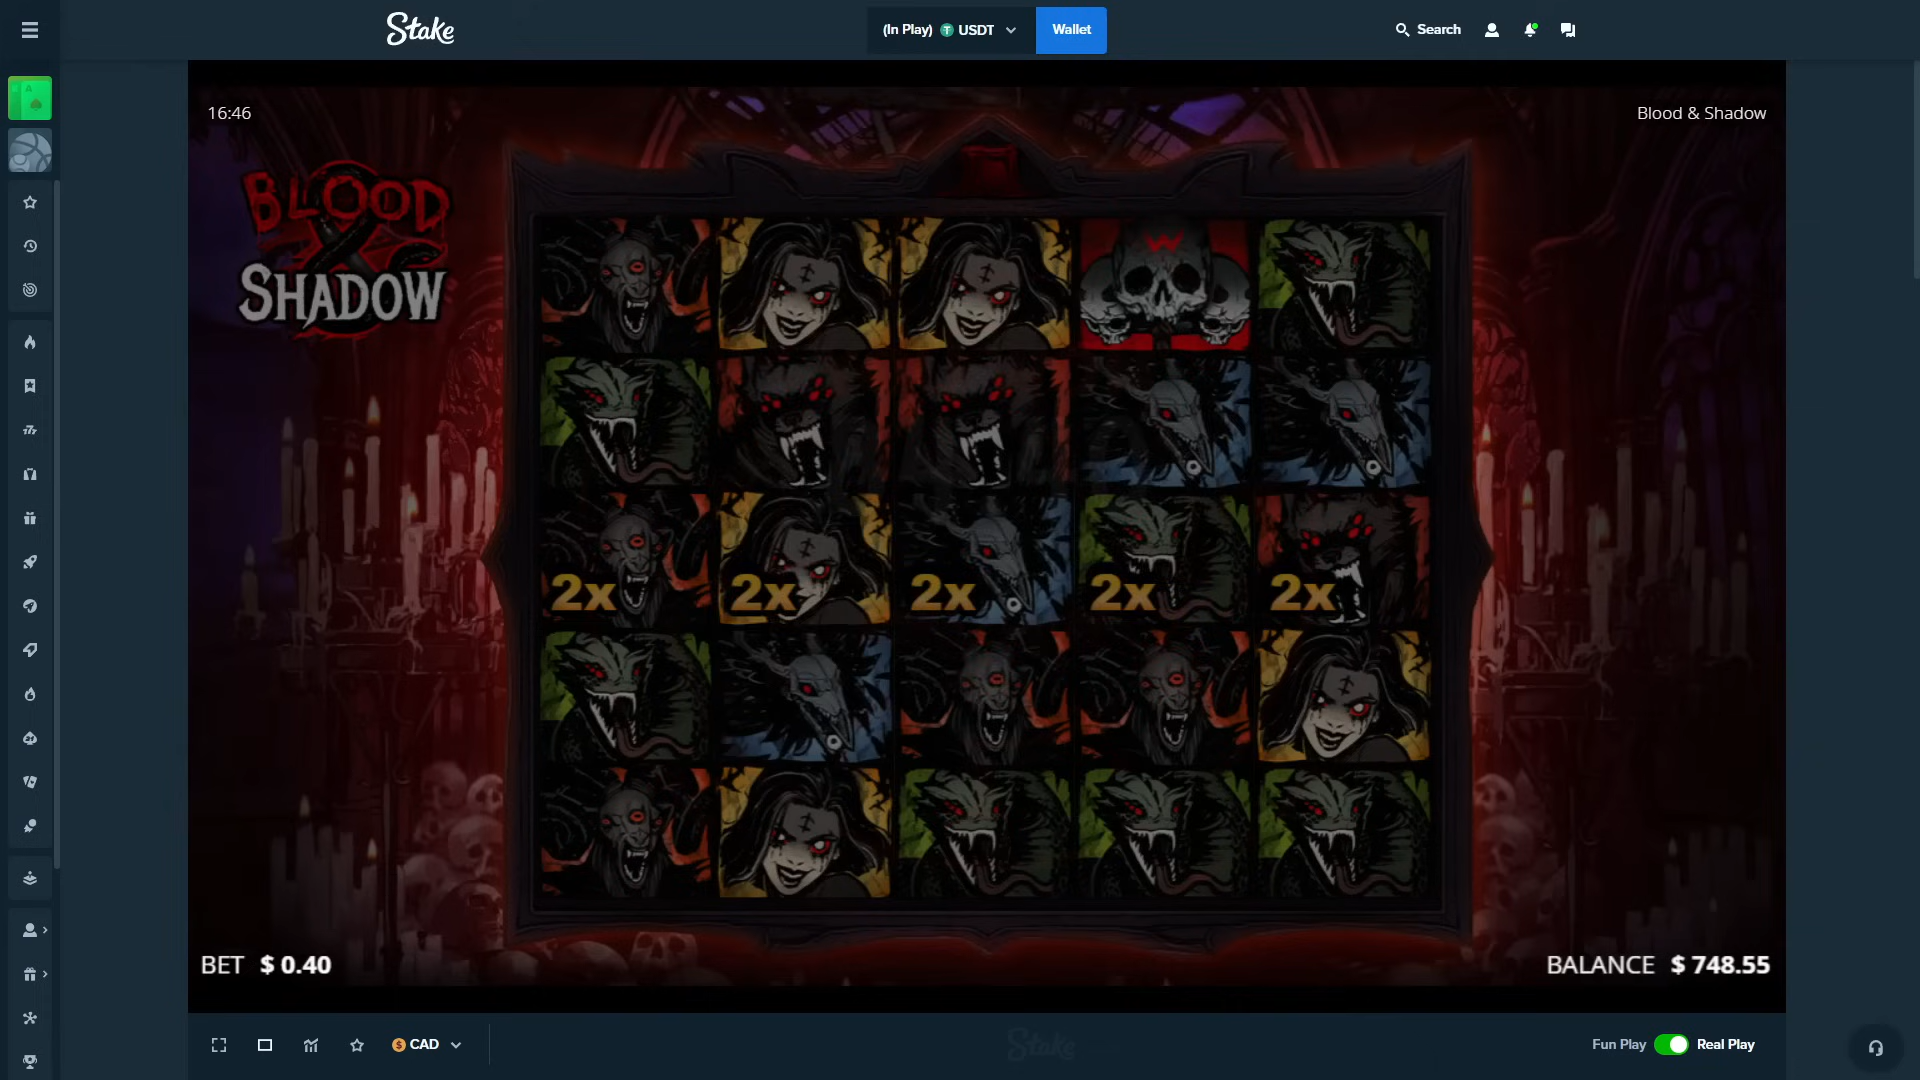 Stake
(In Play) USDT
Wallet
Search
16:46
Blood & Shadow
BLOOD
&
SHADOW
W
2x 2x 2x 2x 2x
BET $ 0.40
BALANCE $ 748.55
CAD
Stake
Fun Play
Real Play